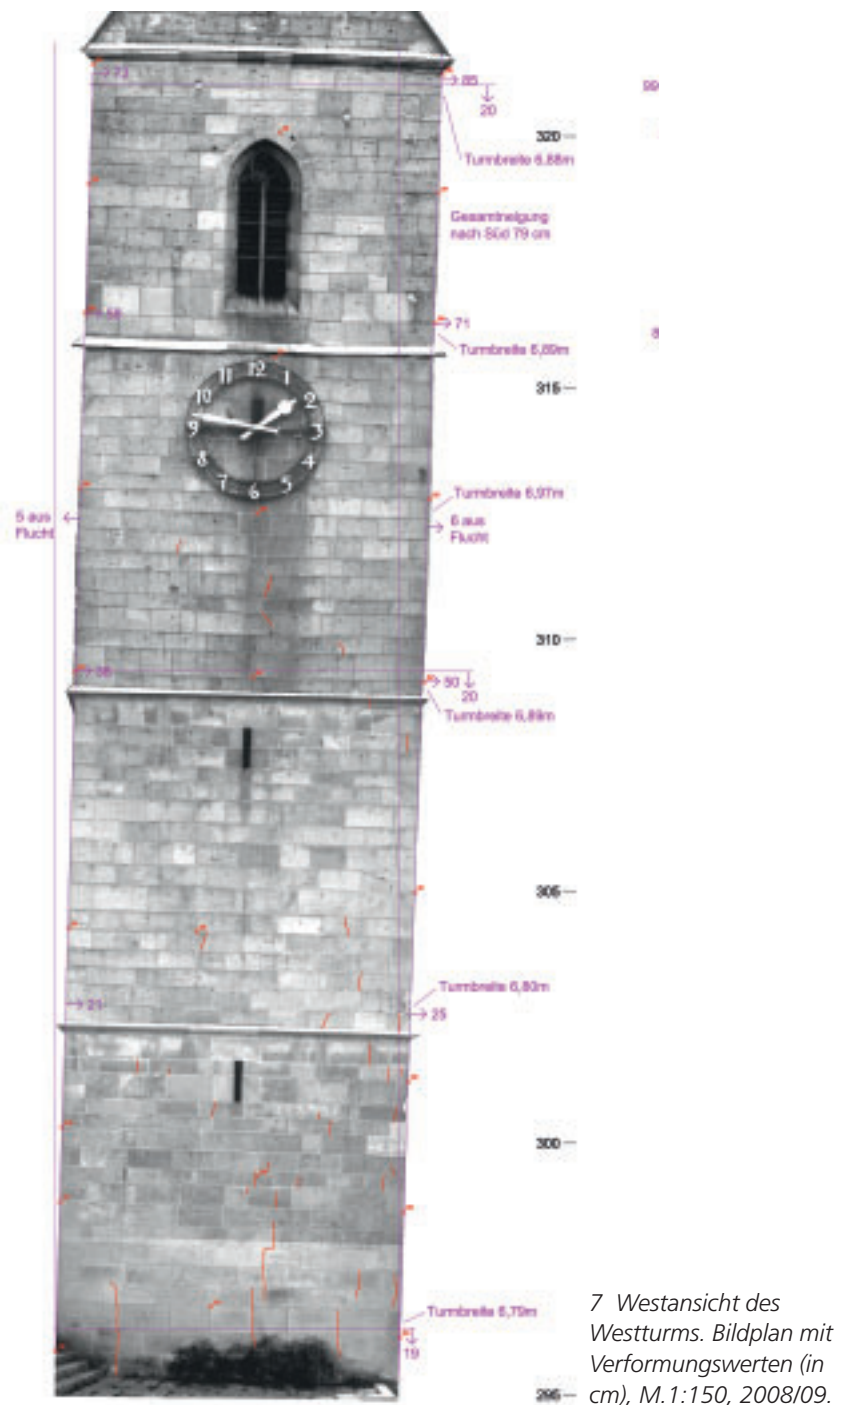 73
85
20
99
320
Turmbreite 6,88m
Gesamtneigung
nach Süd 79 cm
58
71
8
Turmbreite 6,89m
315
12
11
1
10
2
9
3
8
4
7
5
6
Turmbreite 6,97m
5 aus
Flucht
6 aus
Flucht
310
20
Turmbreite 6,89m
305
Turmbreite 6,80m
21
25
300
Turmbreite 6,79m
19
295
7 Westansicht des
Westturms. Bildplan mit
Verformungswerten (in
cm), M.1:150, 2008/09.